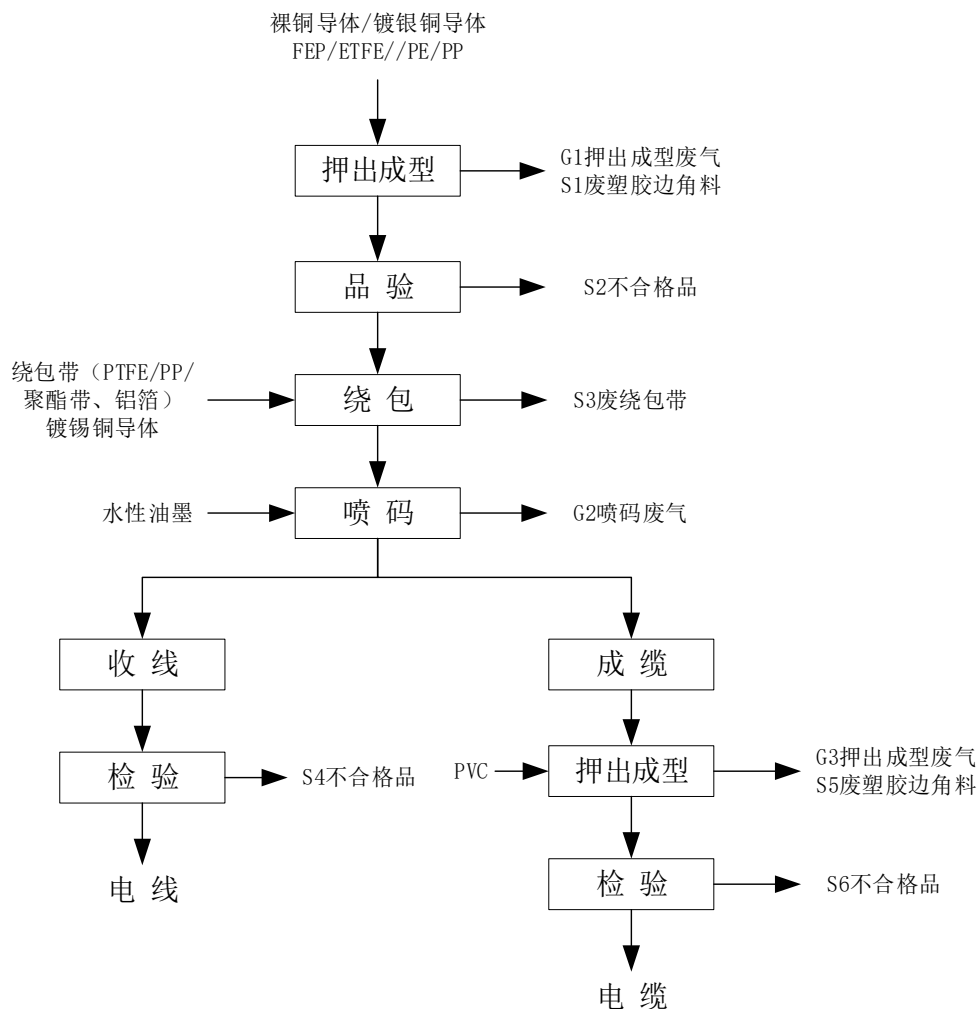 裸铜导体/镀银铜导体
FEP/ETFE//PE/PP
押出成型
G1押出成型废气
S1废塑胶边角料
品 验
S2不合格品
绕包带（PTFE/PP/
聚酯带、铝箔）
镀锡铜导体
绕 包
S3废绕包带
水性油墨
喷 码
G2喷码废气
收 线
成 缆
检 验
S4不合格品
PVC
押出成型
G3押出成型废气
S5废塑胶边角料
电 线
检 验
S6不合格品
电 缆